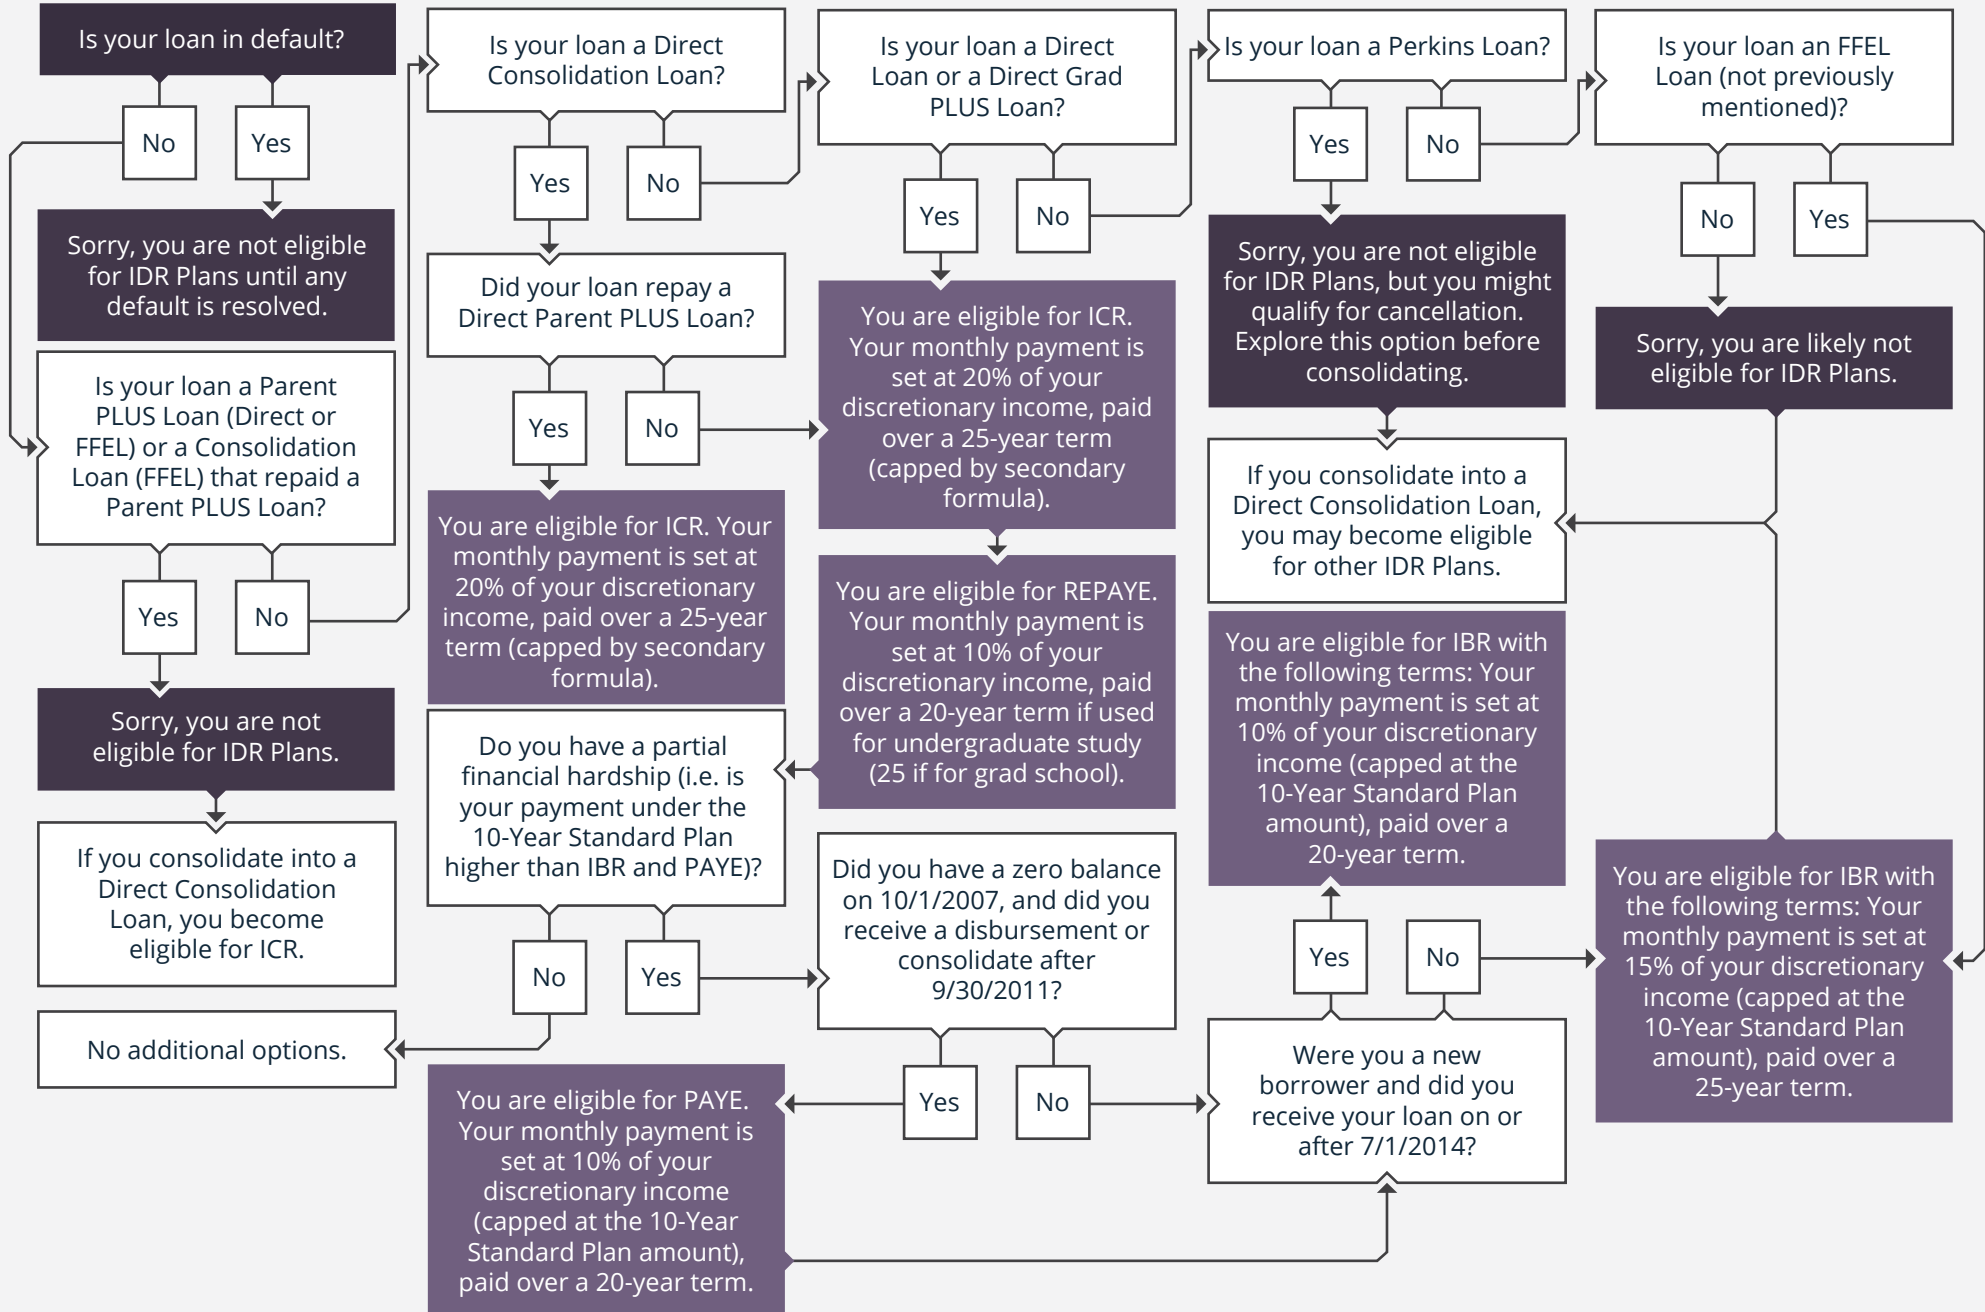 Is your loan in default?
No
Yes
Sorry, you are not eligible
for IDR Plans until any
default is resolved.
Is your loan a Parent
PLUS Loan (Direct or
FFEL) or a Consolidation
Loan (FFEL) that repaid a
Parent PLUS Loan?
Yes
No
Sorry, you are not
eligible for IDR Plans.
If you consolidate into a
Direct Consolidation
Loan, you become
eligible for ICR.
No additional options.
Is your loan a Direct
Consolidation Loan?
Yes
No
Did your loan repay a
Direct Parent PLUS Loan?
Yes
No
You are eligible for ICR. Your
monthly payment is set at
20% of your discretionary
income, paid over a 25-year
term (capped by secondary
formula).
Do you have a partial
financial hardship (i.e. is
your payment under the
10-Year Standard Plan
higher than IBR and PAYE)?
No
Yes
You are eligible for PAYE.
Your monthly payment is
set at 10% of your
discretionary income
(capped at the 10-Year
Standard Plan amount),
paid over a 20-year term.
Is your loan a Direct
Loan or a Direct Grad
PLUS Loan?
Yes
No
You are eligible for ICR.
Your monthly payment is
set at 20% of your
discretionary income, paid
over a 25-year term
(capped by secondary
formula).
You are eligible for REPAYE.
Your monthly payment is
set at 10% of your
discretionary income, paid
over a 20-year term if used
for undergraduate study
(25 if for grad school).
Did you have a zero balance
on 10/1/2007, and did you
receive a disbursement or
consolidate after
9/30/2011?
Yes
No
Is your loan a Perkins Loan?
Yes
No
Sorry, you are not eligible
for IDR Plans, but you might
qualify for cancellation.
Explore this option before
consolidating.
If you consolidate into a
Direct Consolidation Loan,
you may become eligible
for other IDR Plans.
You are eligible for IBR with
the following terms: Your
monthly payment is set at
10% of your discretionary
income (capped at the
10-Year Standard Plan
amount), paid over a
20-year term.
Yes
No
Were you a new
borrower and did you
receive your loan on or
after 7/1/2014?
Is your loan an FFEL
Loan (not previously
mentioned)?
No
Yes
Sorry, you are likely not
eligible for IDR Plans.
You are eligible for IBR with
the following terms: Your
monthly payment is set at
15% of your discretionary
income (capped at the
10-Year Standard Plan
amount), paid over a
25-year term.